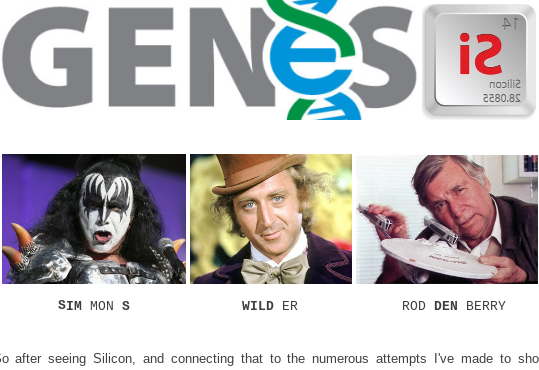 GENES
14
Si
Silicon
28.0855
SIM MON S
WILD ER
ROD DEN BERRY
So after seeing Silicon, and connecting that to the numerous attempts I've made to sho